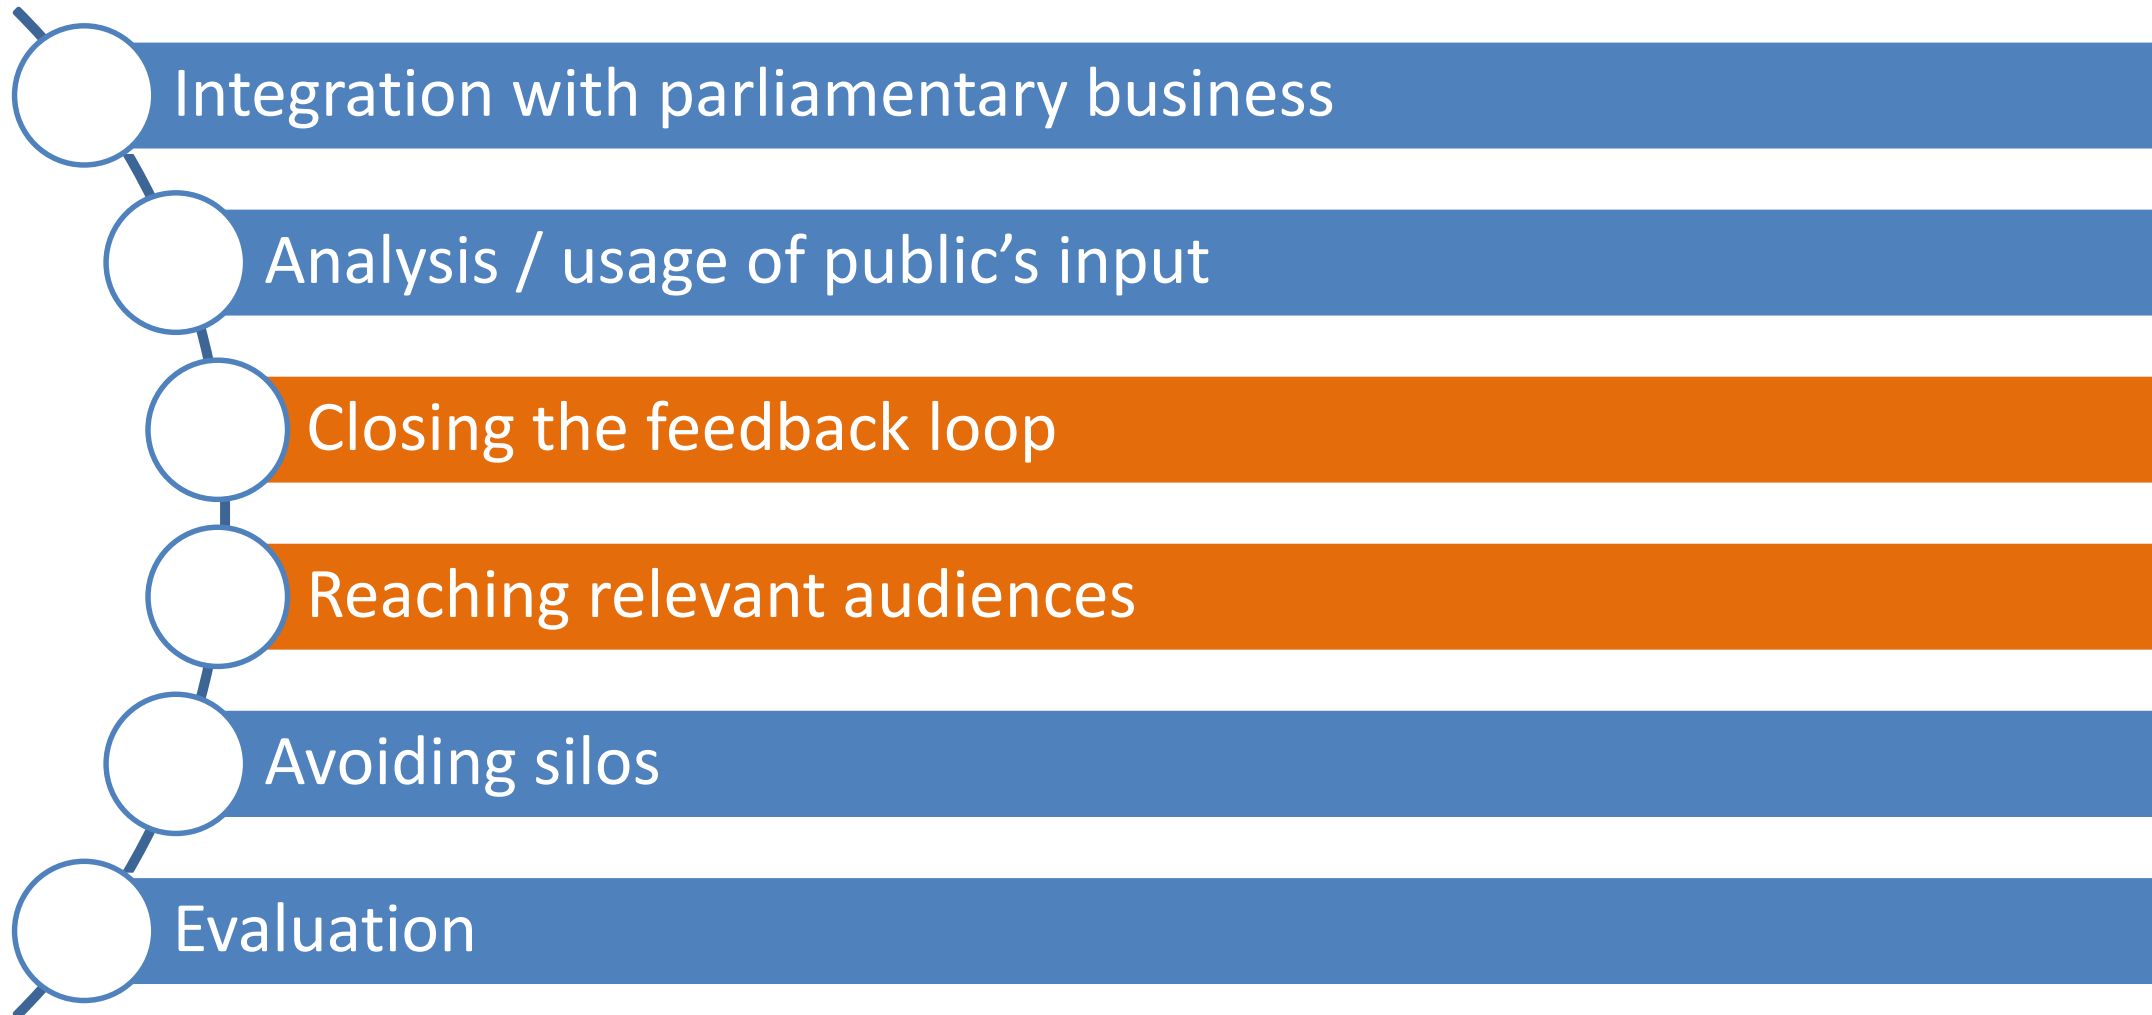 Integration with parliamentary business
Analysis / usage of public’s input
Closing the feedback loop
Reaching relevant audiences
Avoiding silos
Evaluation